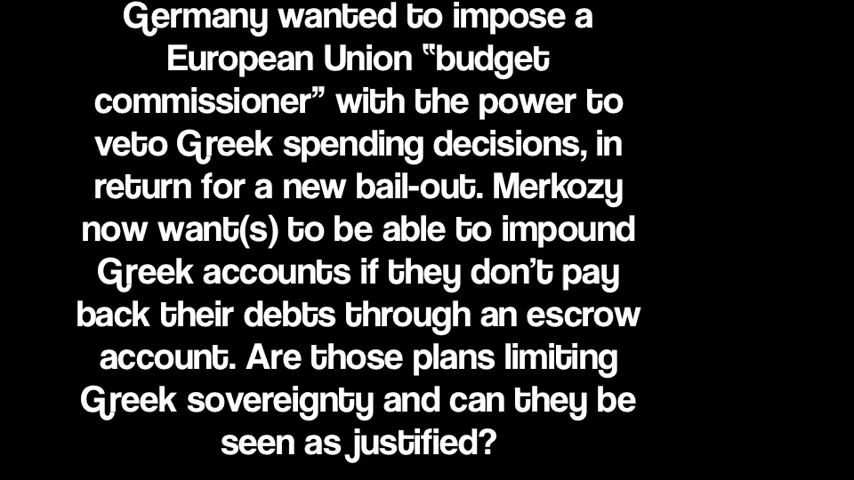 Germany wanted to impose a
European Union “budget
commissioner” with the power to
veto Greek spending decisions, in
return for a new bail-out. Merkozy
now want(s) to be able to impound
Greek accounts if they don’t pay
back their debts through an escrow
account. Are those plans limiting
Greek sovereignty and can they be
seen as justified?